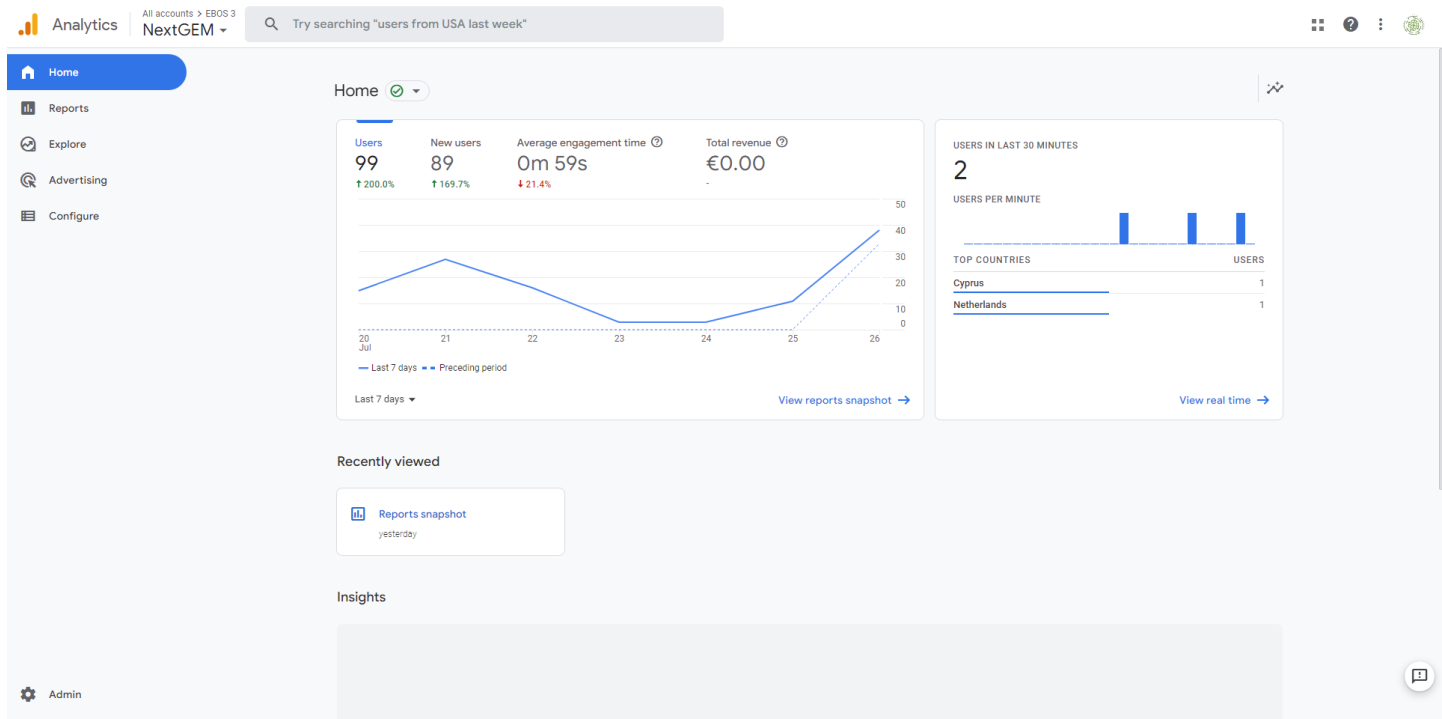 Analytics
All accounts > EBOS 3
NextGEM
Try searching "users from USA last week"
Home
Reports
Explore
Advertising
Configure
Admin
Home
Users
99
200.0%
New users
89
169.7%
Average engagement time
0m 59s
21.4%
Total revenue
€0.00
-
50
40
30
20
10
0
20
Jul
21
22
23
24
25
26
Last 7 days
Preceding period
Last 7 days
View reports snapshot
USERS IN LAST 30 MINUTES
2
USERS PER MINUTE
TOP COUNTRIES USERS
Cyprus 1
Netherlands 1
View real time
Recently viewed
Reports snapshot
yesterday
Insights